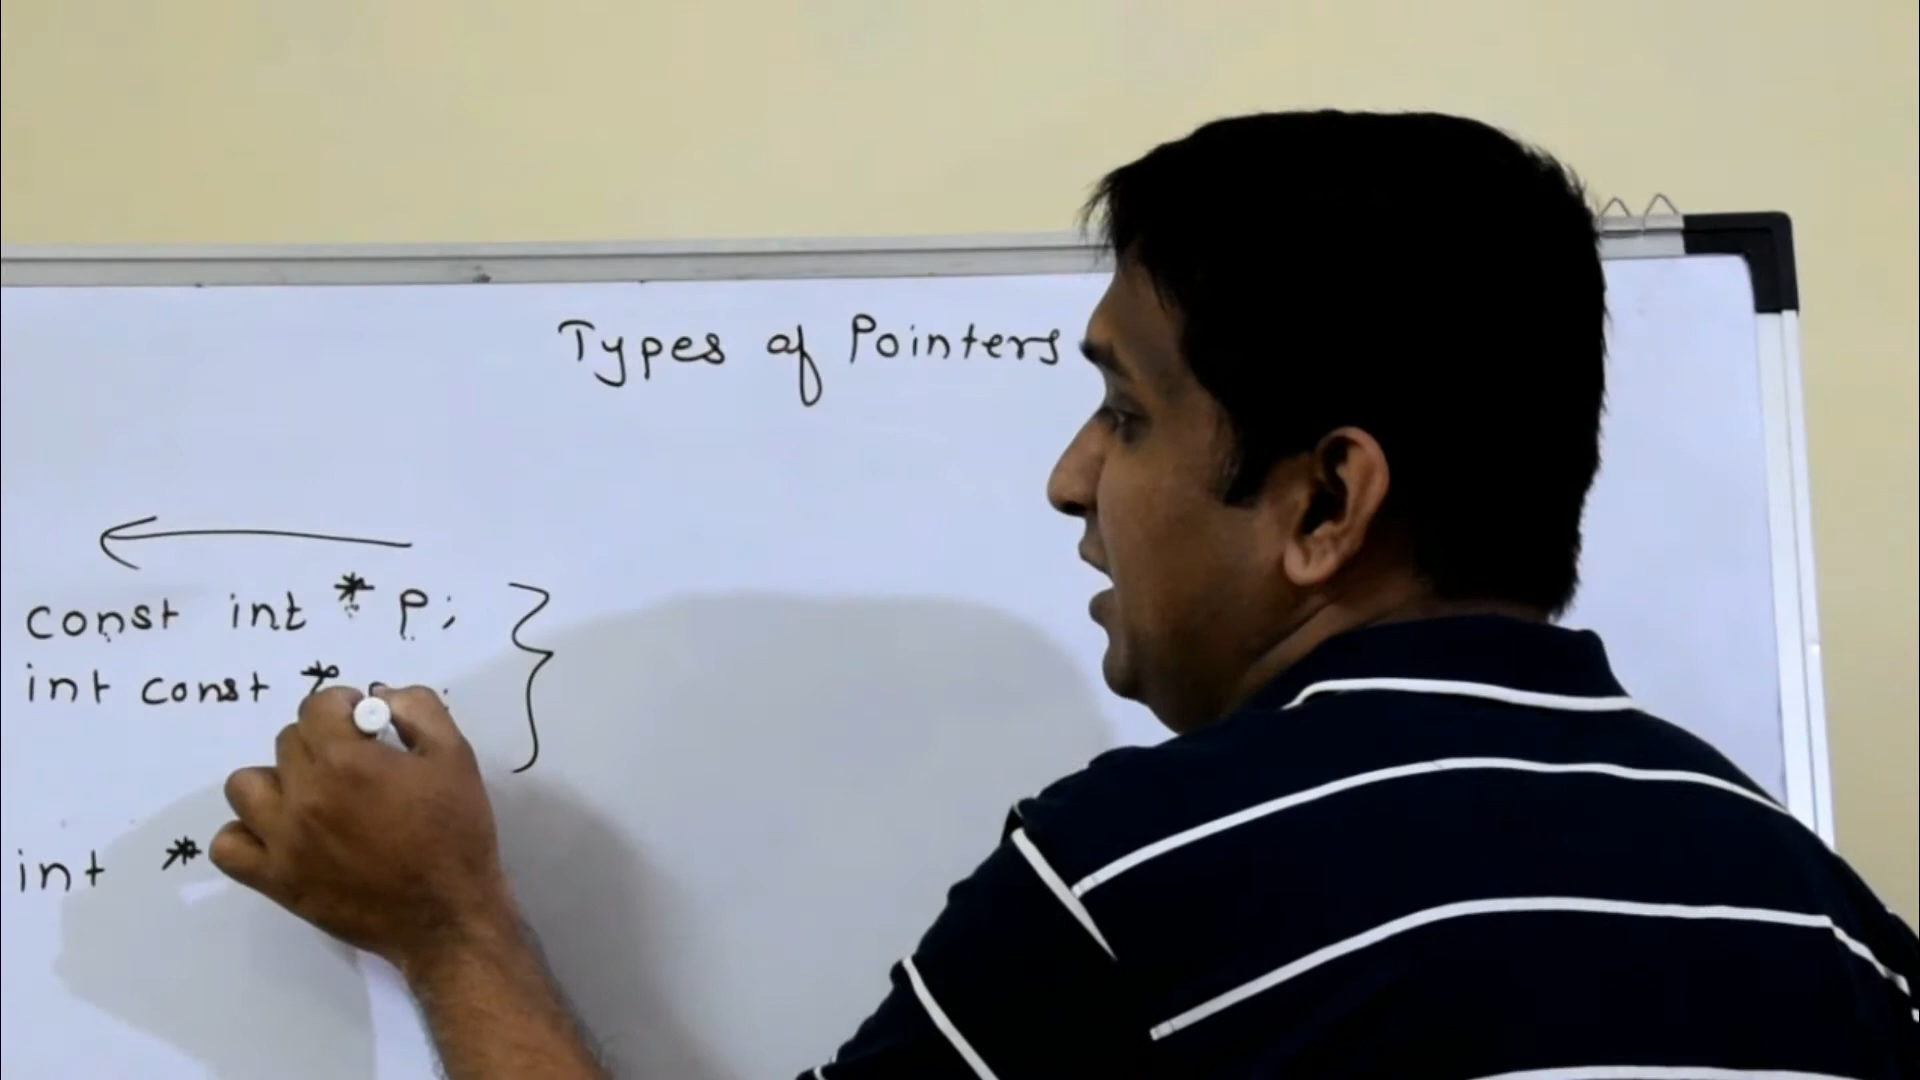 Types of Pointers
const int * P;
int const *
int *